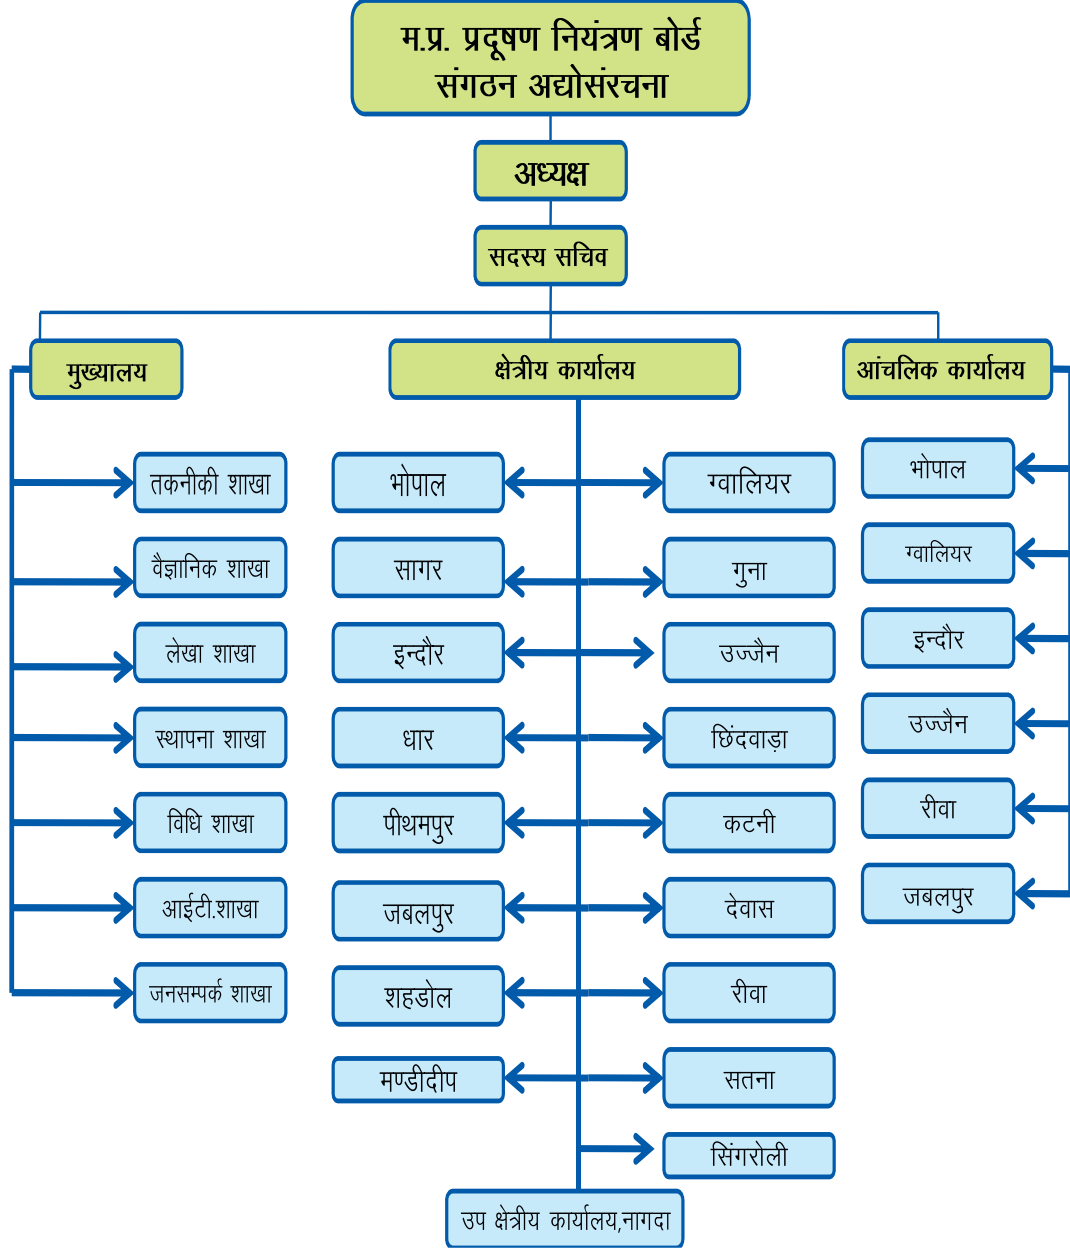 म.प्र. प्रदूषण नियंत्रण बोर्ड
संगठन अद्योसंरचना
अध्यक्ष
सदस्य सचिव
मुख्यालय
तकनीकी शाखा
वैज्ञानिक शाखा
लेखा शाखा
स्थापना शाखा
विधि शाखा
आईटी.शाखा
जनसम्पर्क शाखा
क्षेत्रीय कार्यालय
भोपाल
सागर
इन्दौर
धार
पीथमपुर
जबलपुर
शहडोल
मण्डीदीप
ग्वालियर
गुना
उज्जैन
छिंदवाड़ा
कटनी
देवास
रीवा
सतना
सिंगरोली
उप क्षेत्रीय कार्यालय,नागदा
आंचलिक कार्यालय
भोपाल
ग्वालियर
इन्दौर
उज्जैन
रीवा
जबलपुर